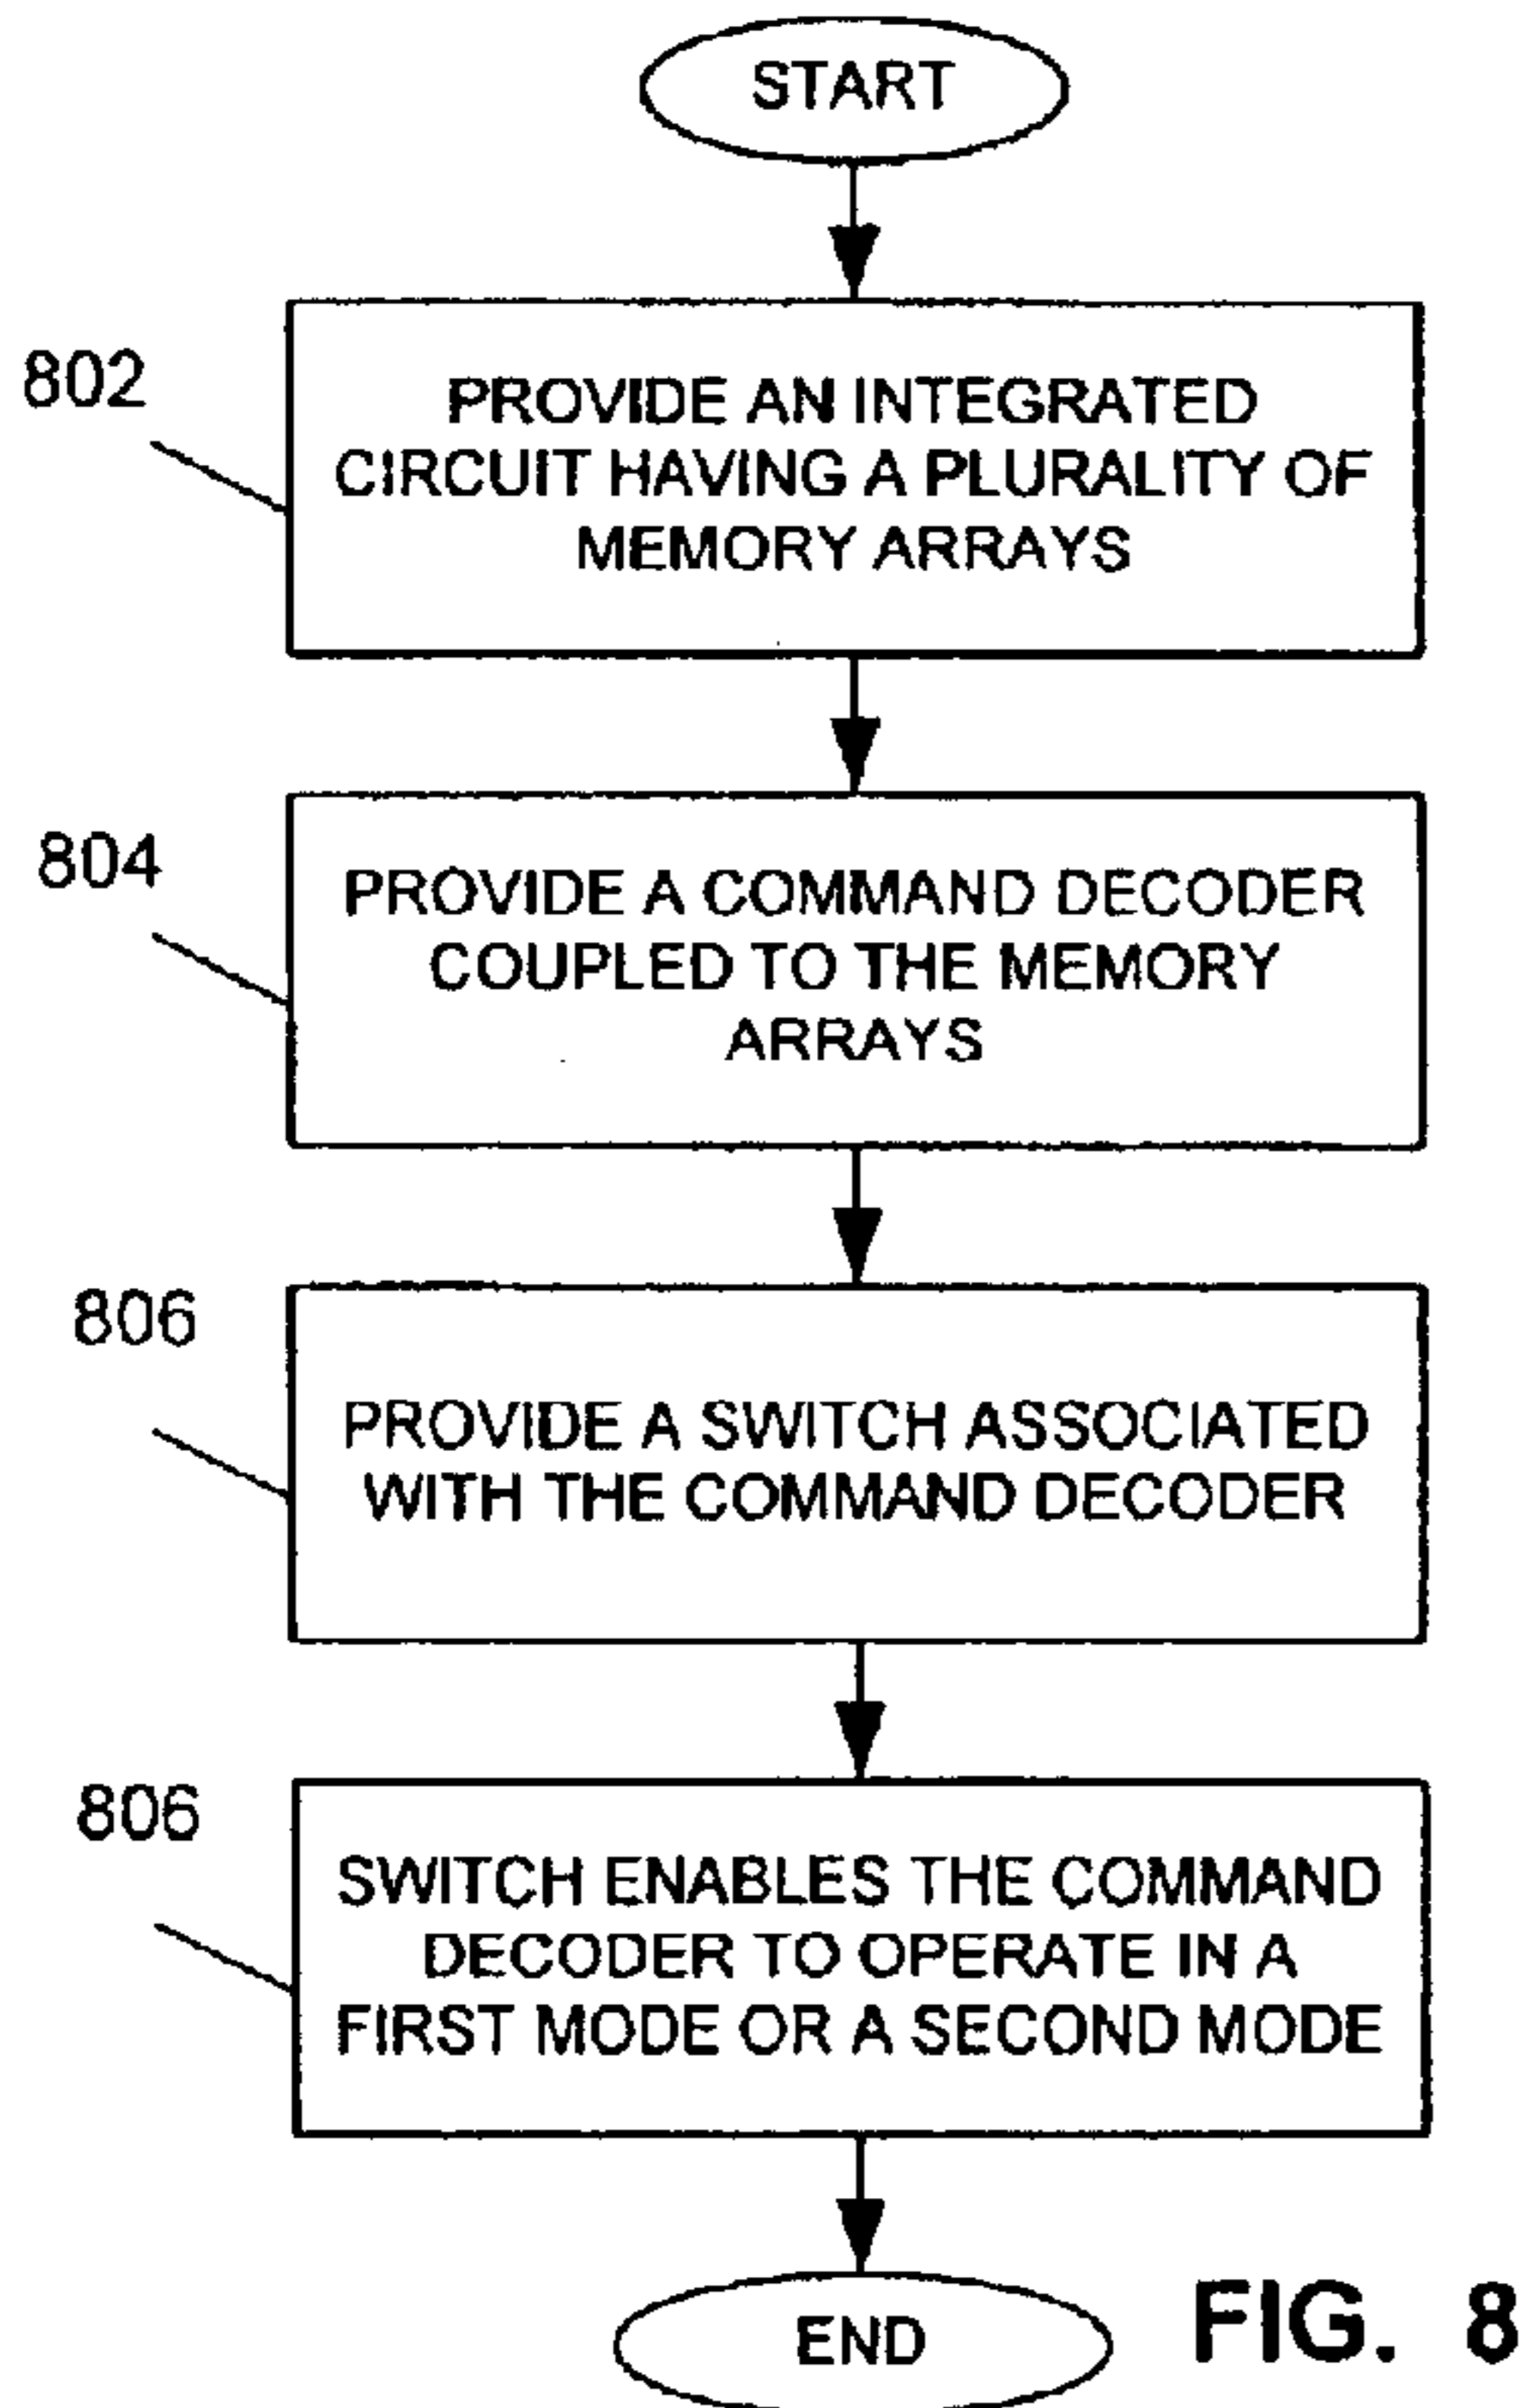 START
802
PROVIDE AN INTEGRATED
CIRCUIT HAVING A PLURALITY OF
MEMORY ARRAYS
804
PROVIDE A COMMAND DECODER
COUPLED TO THE MEMORY
ARRAYS
806
PROVIDE A SWITCH ASSOCIATED
WITH THE COMMAND DECODER
806
SWITCH ENABLES THE COMMAND
DECODER TO OPERATE IN A
FIRST MODE OR A SECOND MODE
END
FIG. 8